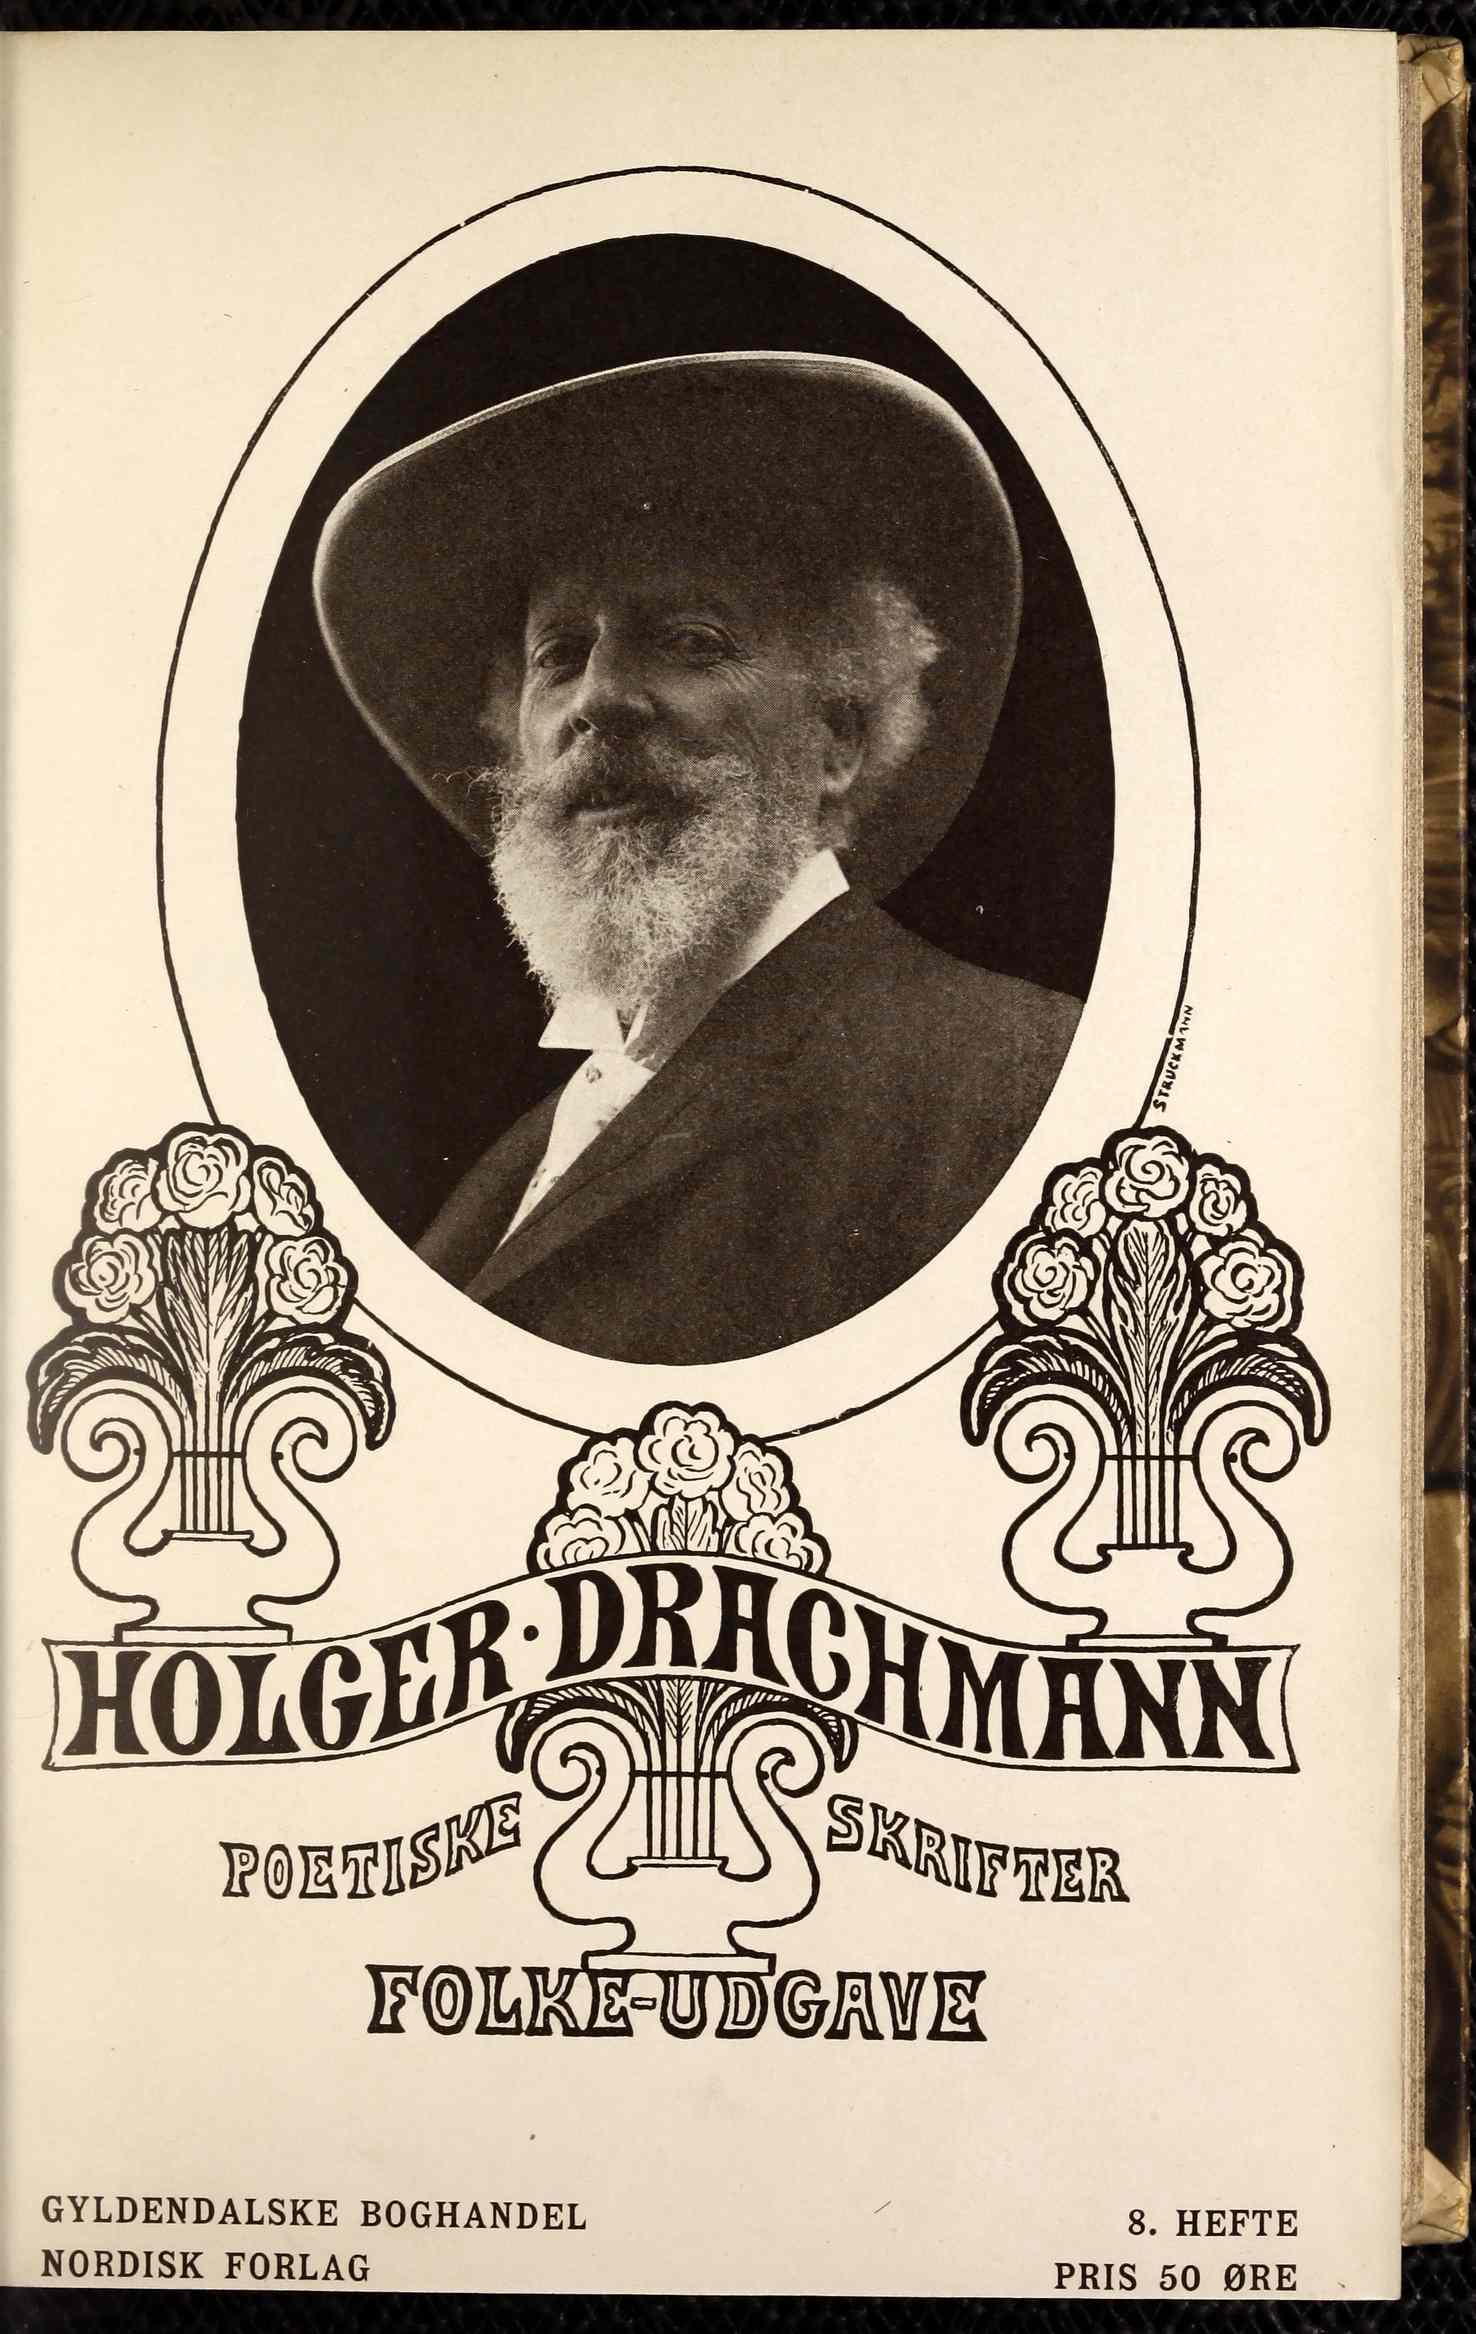 STRUCKMANN
HOLGER · DRACHMANN
POETISKE SKRIFTER
FOLKE-UDGAVE
GYLDENDALSKE BOGHANDEL
NORDISK FORLAG
8. HEFTE
PRIS 50 ØRE